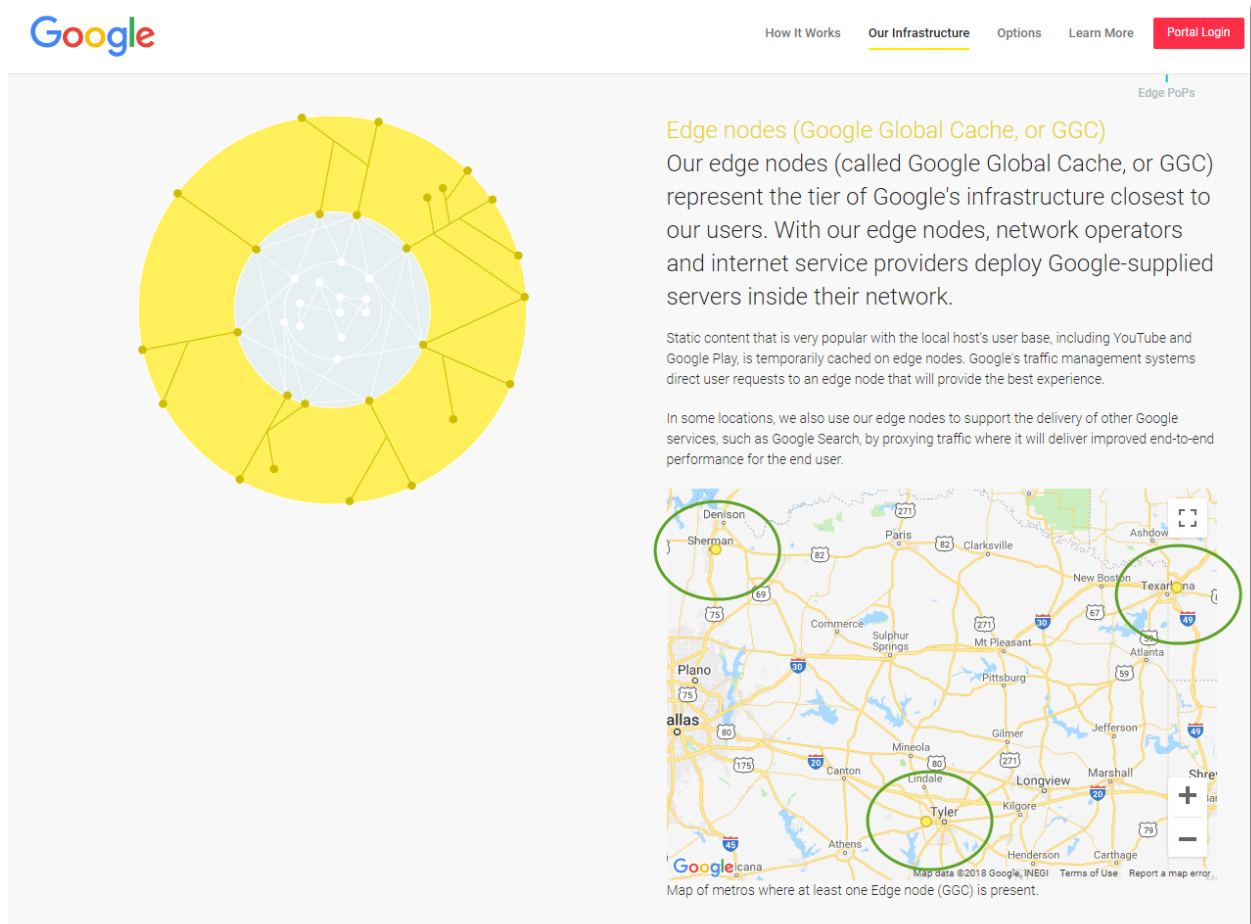 Google
How It Works Our Infrastructure Options Learn More Portal Login
Edge PoPs
Edge nodes (Google Global Cache, or GGC)
Our edge nodes (called Google Global Cache, or GGC)
represent the tier of Google's infrastructure closest to
our users. With our edge nodes, network operators
and internet service providers deploy Google-supplied
servers inside their network.
Static content that is very popular with the local host's user base, including YouTube and
Google Play, is temporarily cached on edge nodes. Google's traffic management systems
direct user requests to an edge node that will provide the best experience.
In some locations, we also use our edge nodes to support the delivery of other Google
services, such as Google Search, by proxying traffic where it will deliver improved end-to-end
performance for the end user.
Denison
271
Paris
Sherman
82
82
Clarksville
Ashdow
New Boston
Texarkana
69
75
67
Commerce
271
30
49
Sulphur
Springs
Mt Pleasant
Atlanta
30
59
Plano
Pittsburg
75
allas
80
Gilmer
Jefferson
49
Mineola
175
20
Canton
80
271
Lindale
Longview
Marshall
Shre
20
Tyler
Kilgore
79
45
Athens
Henderson
Carthage
Google
icana
Map data ©2018 Google, INEGI Terms of Use Report a map error
Map of metros where at least one Edge node (GGC) is present.